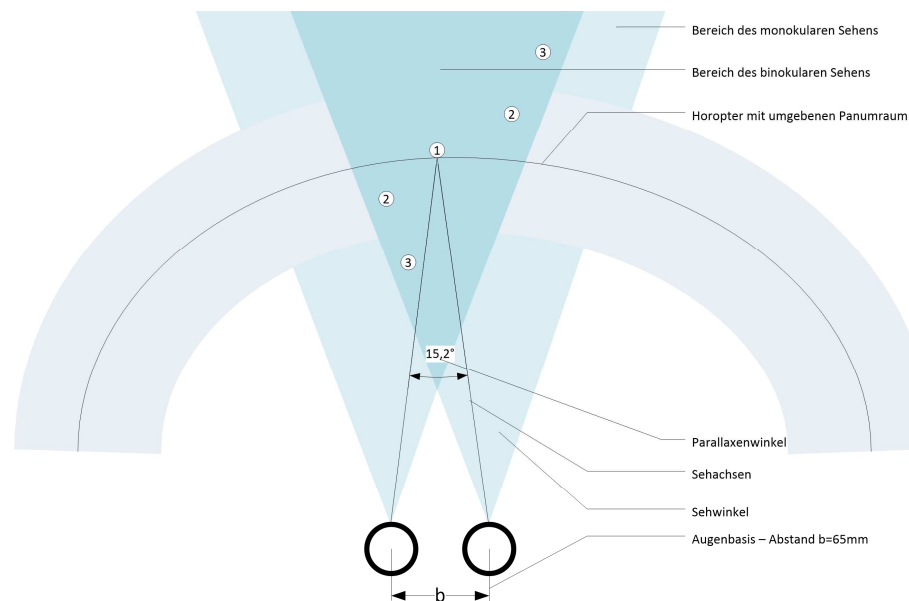 Bereich des monokularen Sehens
3
Bereich des binokularen Sehens
2
Horopter mit umgebenen Panumraum
1
2
3
15,2°
Parallaxenwinkel
Sehachsen
Sehwinkel
Augenbasis – Abstand b=65mm
b